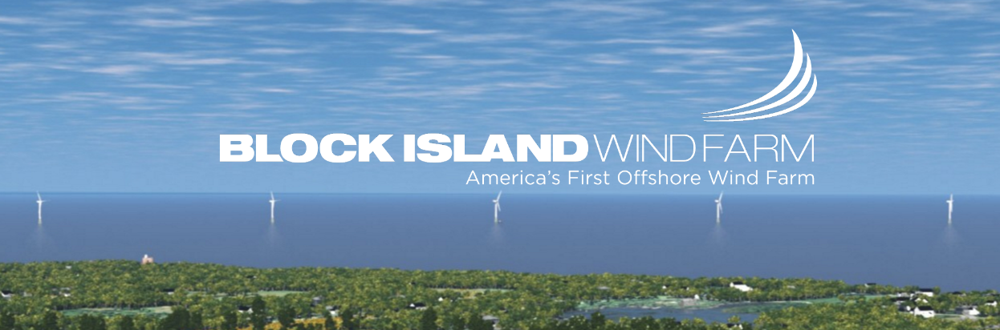 BLOCK ISLAND WIND FARM
America's First Offshore Wind Farm